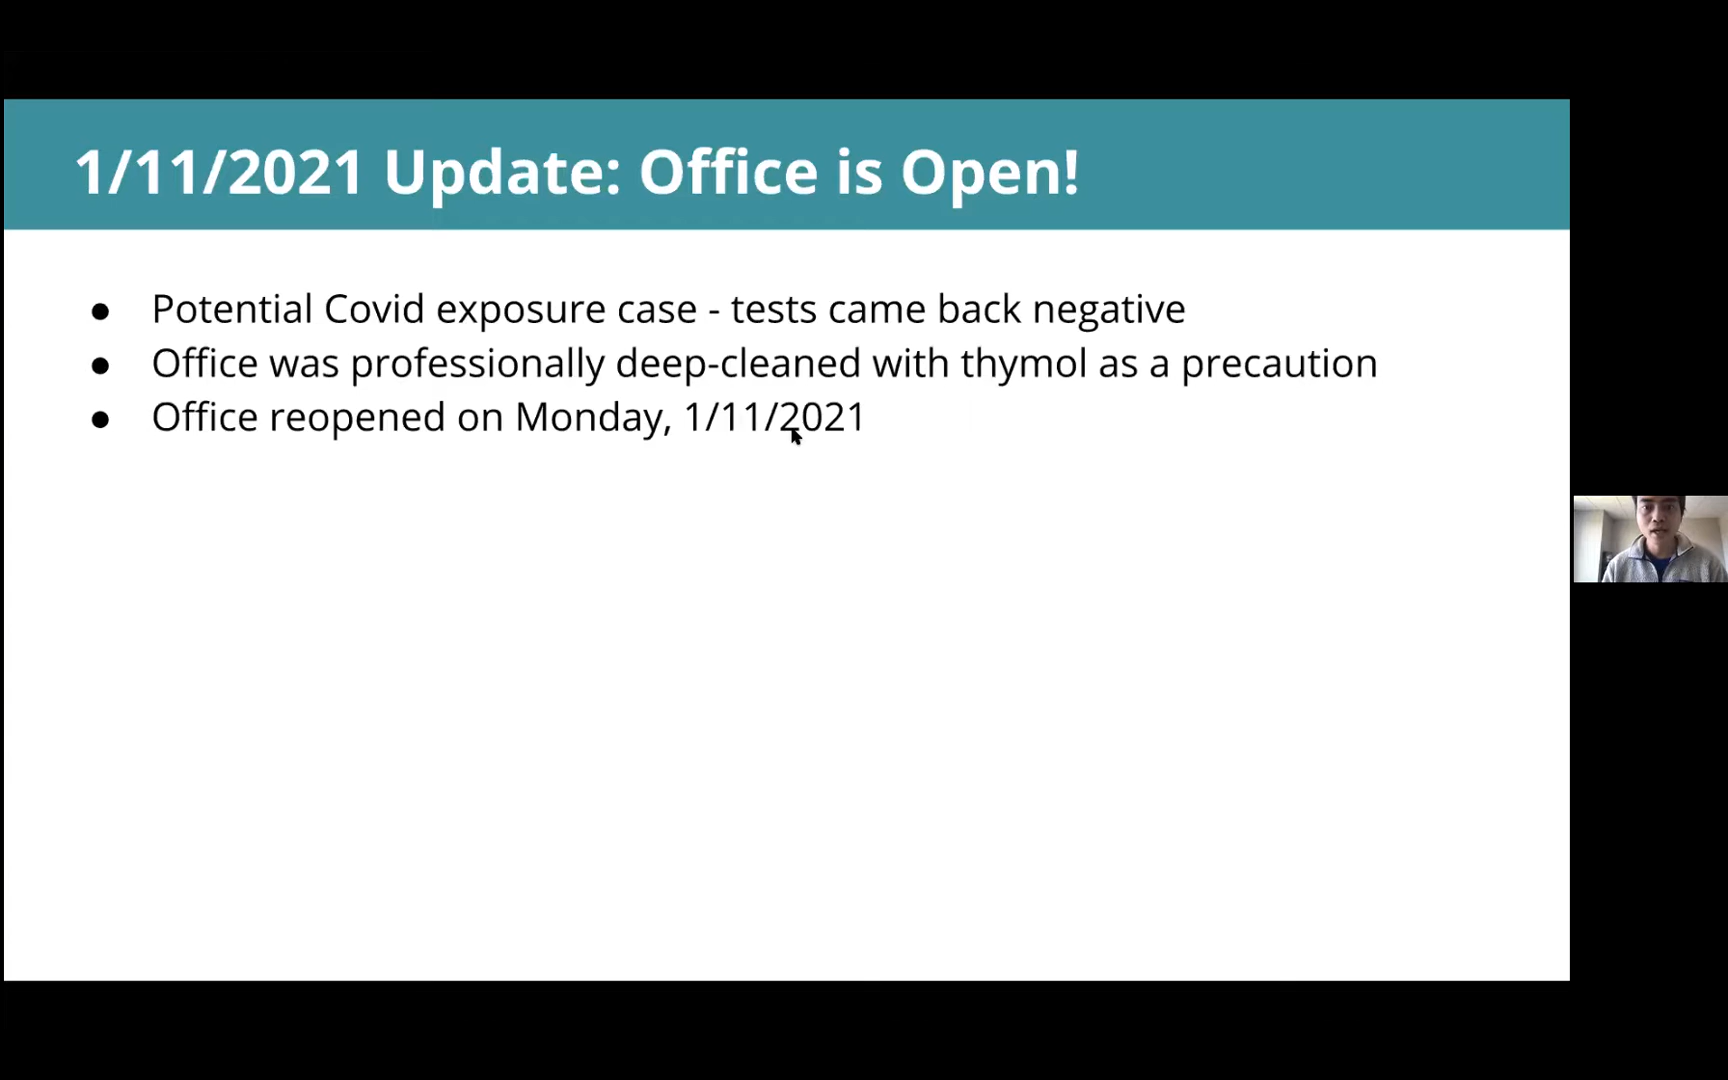 1/11/2021 Update: Office is Open!
● Potential Covid exposure case - tests came back negative
● Office was professionally deep-cleaned with thymol as a precaution
● Office reopened on Monday, 1/11/2021